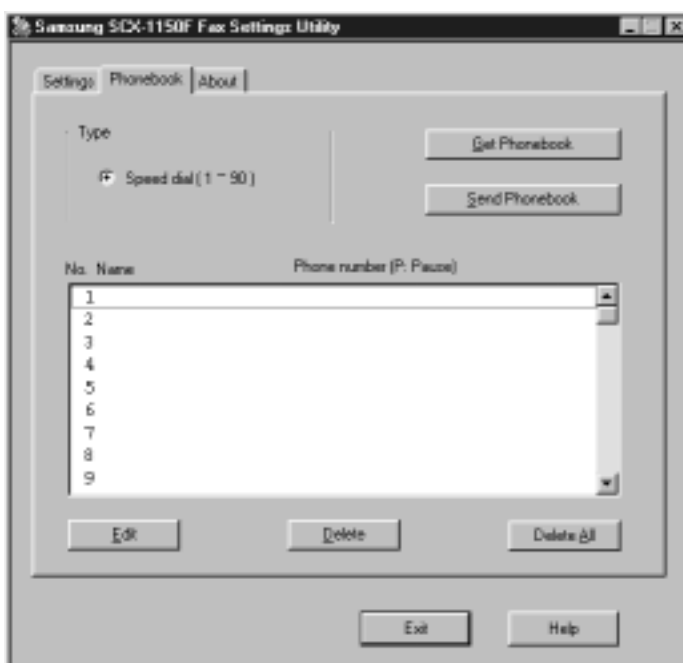 Samsung SCX-1150F Fax Settings Utility
Settings Phonebook About
Type
Speed dial ( 1 ~ 90 )
Get Phonebook
Send Phonebook
No. Name Phone number (P: Pause)
1
2
3
4
5
6
7
8
9
Edit Delete Delete All
Exit Help